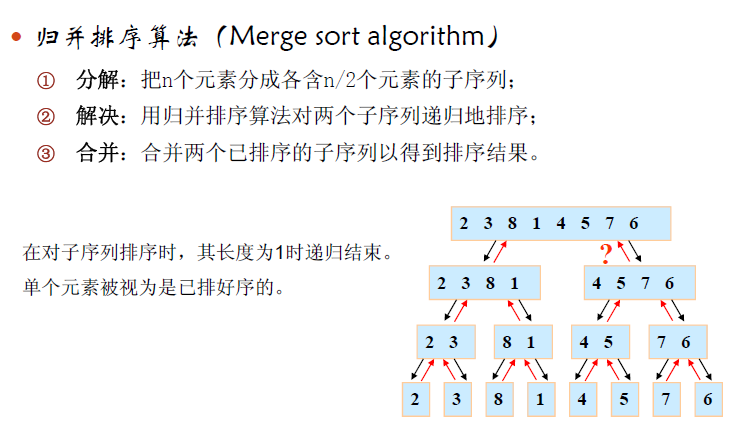 • 归并排序算法（Merge sort algorithm）
① 分解：把n个元素分成各含n/2个元素的子序列；
② 解决：用归并排序算法对两个子序列递归地排序；
③ 合并：合并两个已排序的子序列以得到排序结果。
在对子序列排序时，其长度为1时递归结束。
单个元素被视为是已排好序的。
2 3 8 1 4 5 7 6
?
2 3 8 1 4 5 7 6
2 3 8 1 4 5 7 6
2 3 8 1 4 5 7 6